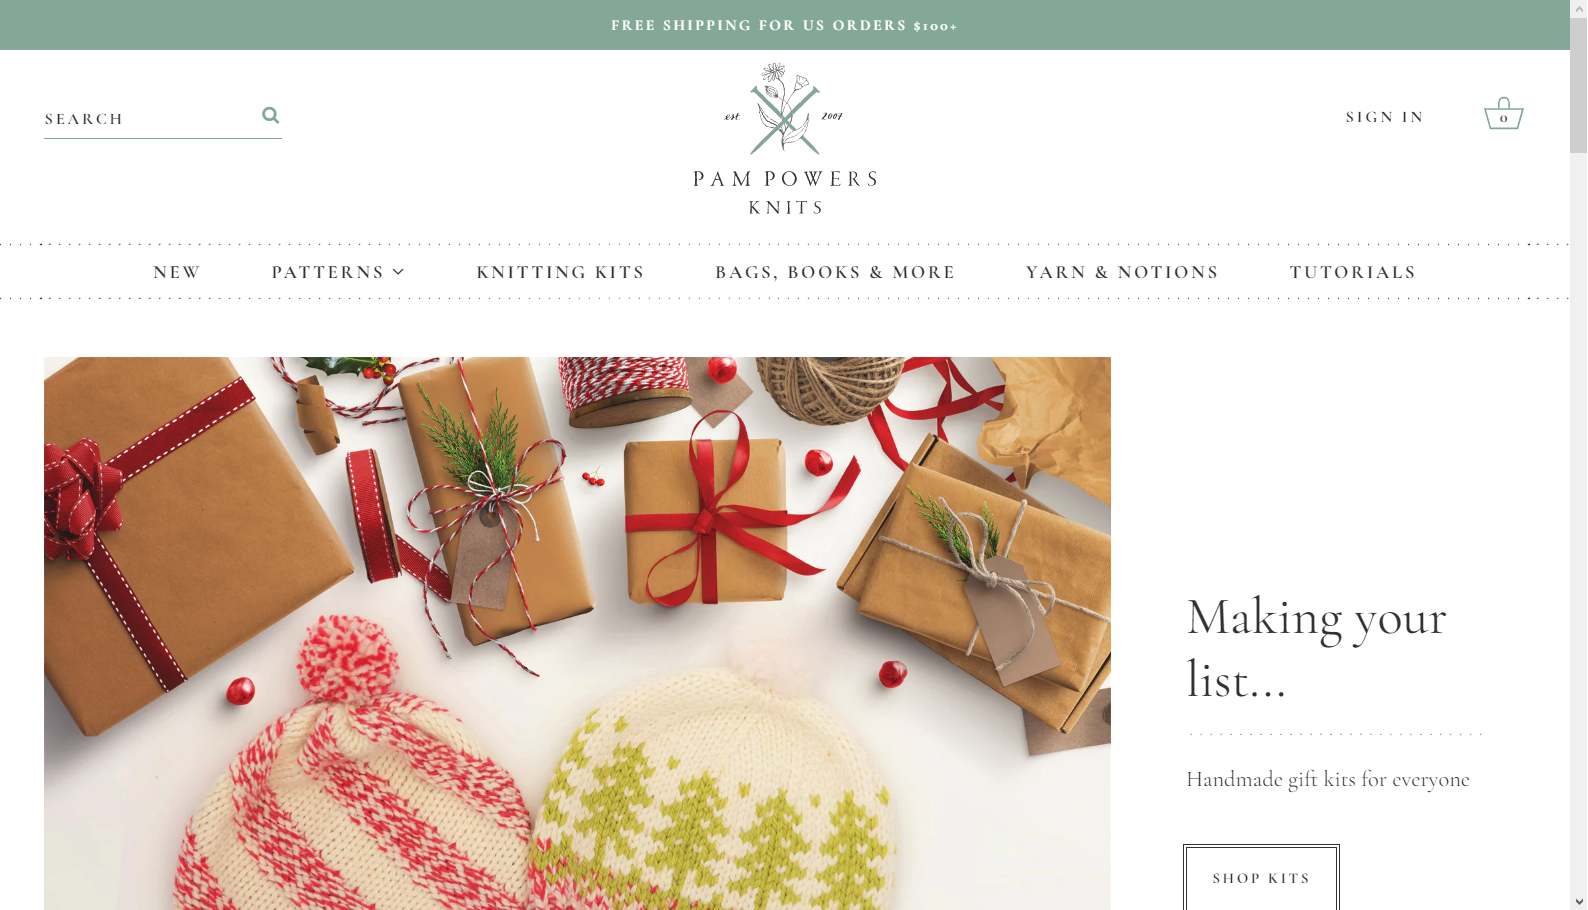 FREE SHIPPING FOR US ORDERS $100+
SEARCH
est. 2007
PAM POWERS
KNITS
SIGN IN
0
NEW
PATTERNS
KNITTING KITS
BAGS, BOOKS & MORE
YARN & NOTIONS
TUTORIALS
Making your
list...
Handmade gift kits for everyone
SHOP KITS